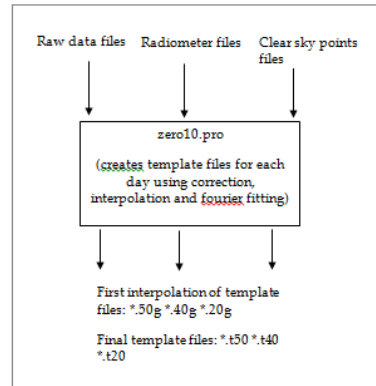 Raw data files Radiometer files Clear sky points
files
zero10.pro
(creates template files for each
day using correction,
interpolation and fourier fitting)
First interpolation of template
files: *.50g *.40g *.20g
Final template files: *.t50 *.t40
*.t20